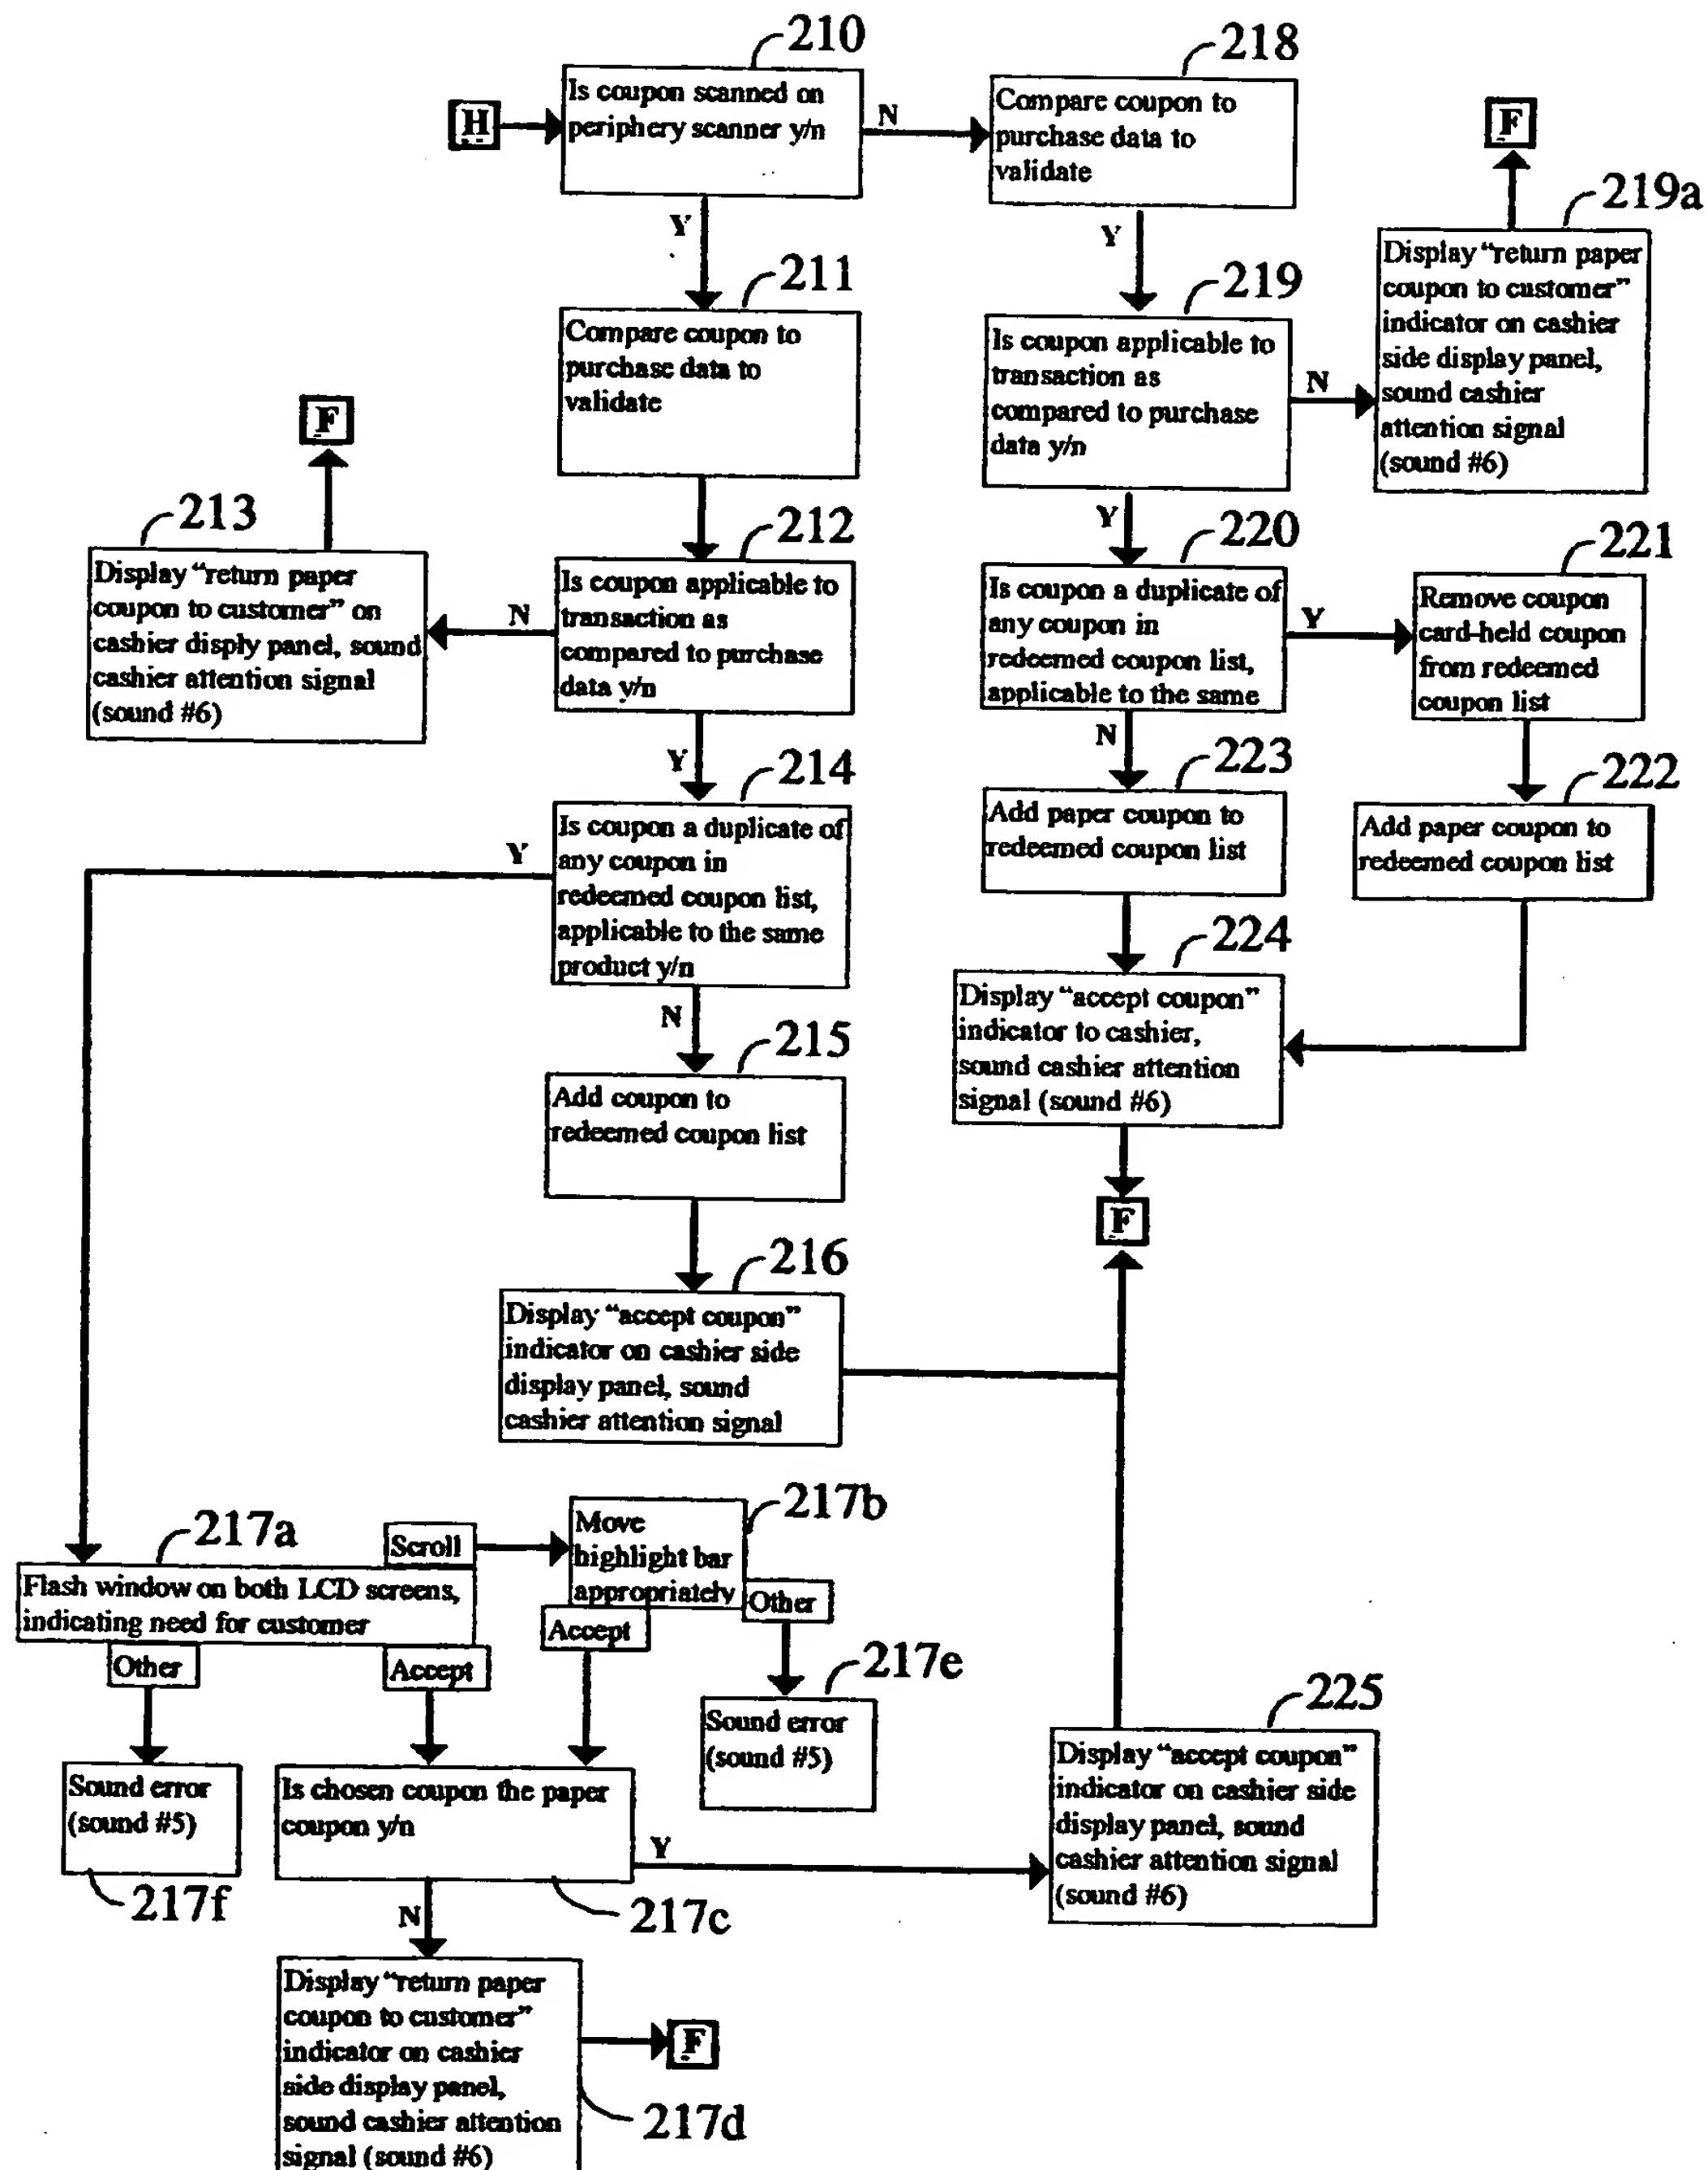 210
Is coupon scanned on
periphery scanner y/n
H
N
Y
218
Compare coupon to
purchase data to
validate
Y
F
219a
Display “return paper
coupon to customer”
indicator on cashier
side display panel,
sound cashier
attention signal
(sound #6)
211
Compare coupon to
purchase data to
validate
219
Is coupon applicable to
transaction as
compared to purchase
data y/n
N
Y
F
213
Display “return paper
coupon to customer” on
cashier disply panel, sound
cashier attention signal
(sound #6)
212
Is coupon applicable to
transaction as
compared to purchase
data y/n
N
Y
220
Is coupon a duplicate of
any coupon in
redeemed coupon list,
applicable to the same
Y
N
221
Remove coupon
card-held coupon
from redeemed
coupon list
214
Is coupon a duplicate of
any coupon in
redeemed coupon list,
applicable to the same
product y/n
Y
N
223
Add paper coupon to
redeemed coupon list
222
Add paper coupon to
redeemed coupon list
224
Display “accept coupon”
indicator to cashier,
sound cashier attention
signal (sound #6)
F
215
Add coupon to
redeemed coupon list
216
Display “accept coupon”
indicator on cashier side
display panel, sound
cashier attention signal
217a
Scroll
Flash window on both LCD screens,
indicating need for customer
Other
Accept
217b
Move
highlight bar
appropriately
Other
Accept
217e
Sound error
(sound #5)
225
Display “accept coupon”
indicator on cashier side
display panel, sound
cashier attention signal
(sound #6)
Sound error
(sound #5)
217f
Is chosen coupon the paper
coupon y/n
Y
N
217c
Display “return paper
coupon to customer”
indicator on cashier
side display panel,
sound cashier attention
signal (sound #6)
F
217d